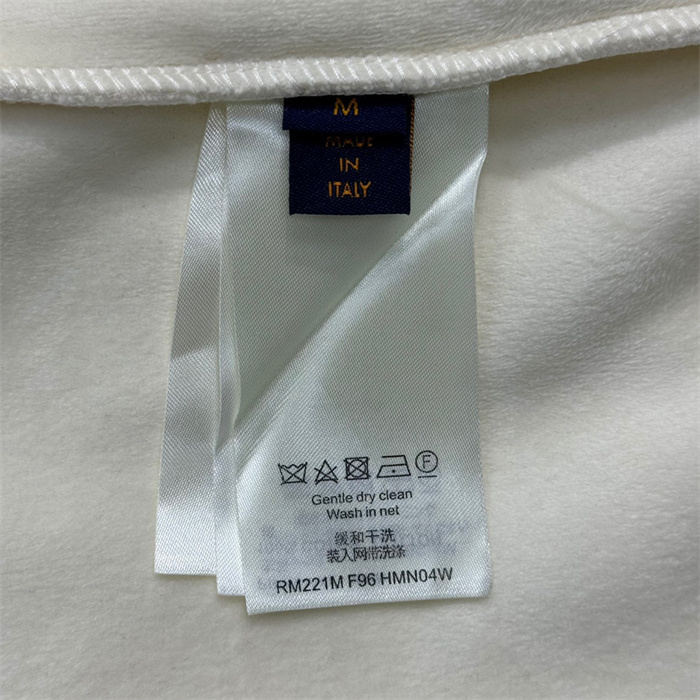 M
MADE
IN
ITALY
F
Gentle dry clean
Wash in net
缓和干洗
装入网带洗涤
RM221M F96 HMN04W